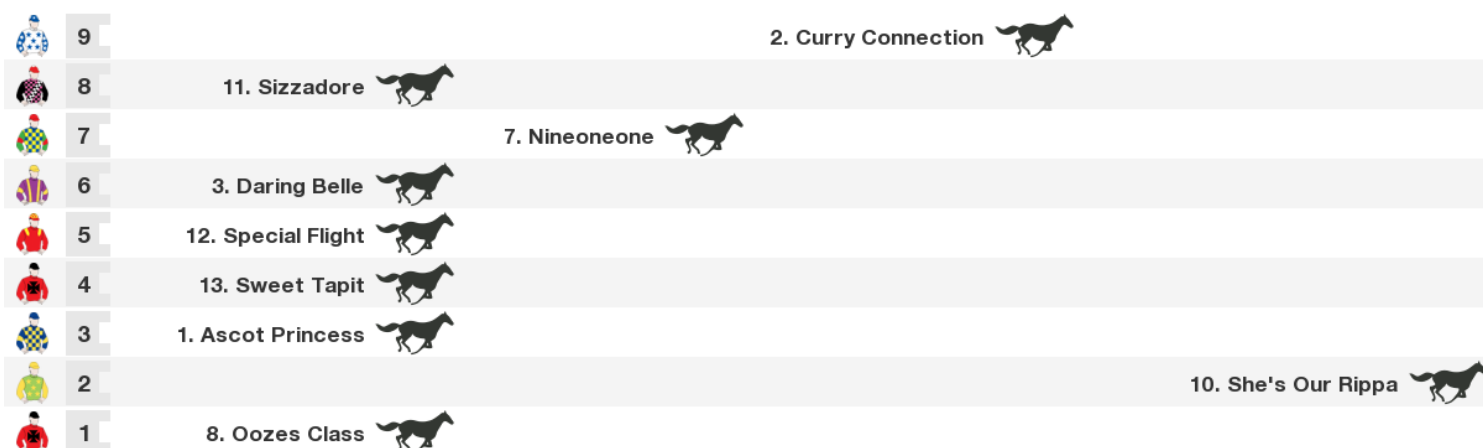 9 2. Curry Connection
8 11. Sizzadore
7 7. Nineoneone
6 3. Daring Belle
5 12. Special Flight
4 13. Sweet Tapit
3 1. Ascot Princess
2 10. She's Our Rippa
1 8. Oozes Class